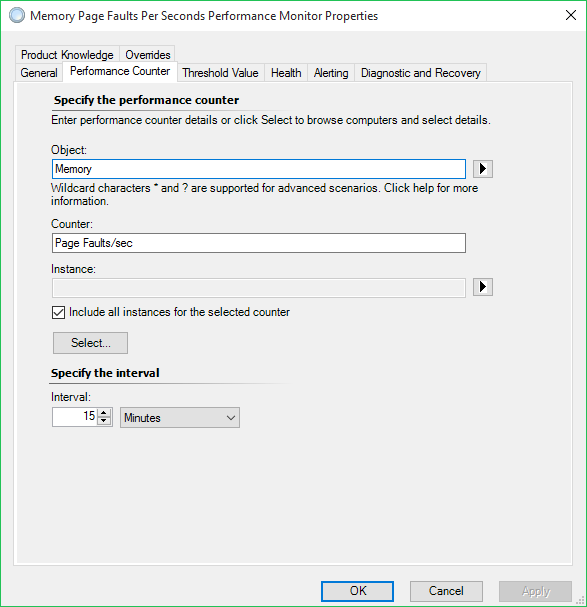 Memory Page Faults Per Seconds Performance Monitor Properties
Product Knowledge Overrides
General Performance Counter Threshold Value Health Alerting Diagnostic and Recovery
Specify the performance counter
Enter performance counter details or click Select to browse computers and select details.
Object:
Memory
Wildcard characters * and ? are supported for advanced scenarios. Click help for more
information.
Counter:
Page Faults/sec
Instance:
Include all instances for the selected counter
Select...
Specify the interval
Interval:
15 Minutes
OK Cancel Apply